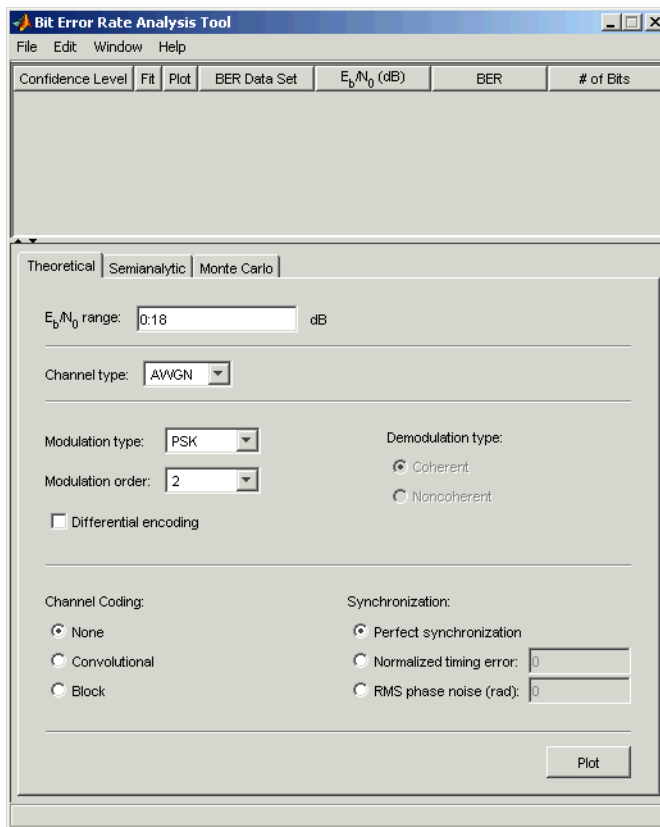 Bit Error Rate Analysis Tool
File Edit Window Help
Confidence Level Fit Plot BER Data Set Eb/N0 (dB) BER # of Bits
Theoretical Semianalytic Monte Carlo
Eb/N0 range: 0:18 dB
Channel type: AWGN
Modulation type: PSK Demodulation type:
Coherent
Modulation order: 2
Noncoherent
Differential encoding
Channel Coding: Synchronization:
None Perfect synchronization
Convolutional Normalized timing error: 0
Block RMS phase noise (rad): 0
Plot